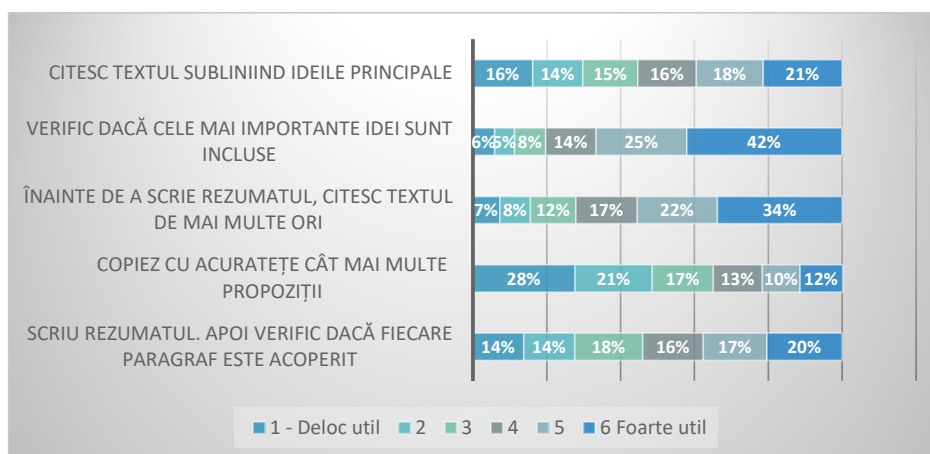 CITESC TEXTUL SUBLINIIND IDEILE PRINCIPALE
16% 14% 15% 16% 18% 21%
VERIFIC DACĂ CELE MAI IMPORTANTE IDEI SUNT
INCLUSE
6% 5% 8% 14% 25% 42%
ÎNAINTE DE A SCRIE REZUMATUL, CITESC TEXTUL
DE MAI MULTE ORI
7% 8% 12% 17% 22% 34%
COPIEZ CU ACURATEȚE CÂT MAI MULTE
PROPOZIȚII
28% 21% 17% 13% 10% 12%
SCRIU REZUMATUL. APOI VERIFIC DACĂ FIECARE
PARAGRAF ESTE ACOPERIT
14% 14% 18% 16% 17% 20%
1 - Deloc util 2 3 4 5 6 Foarte util